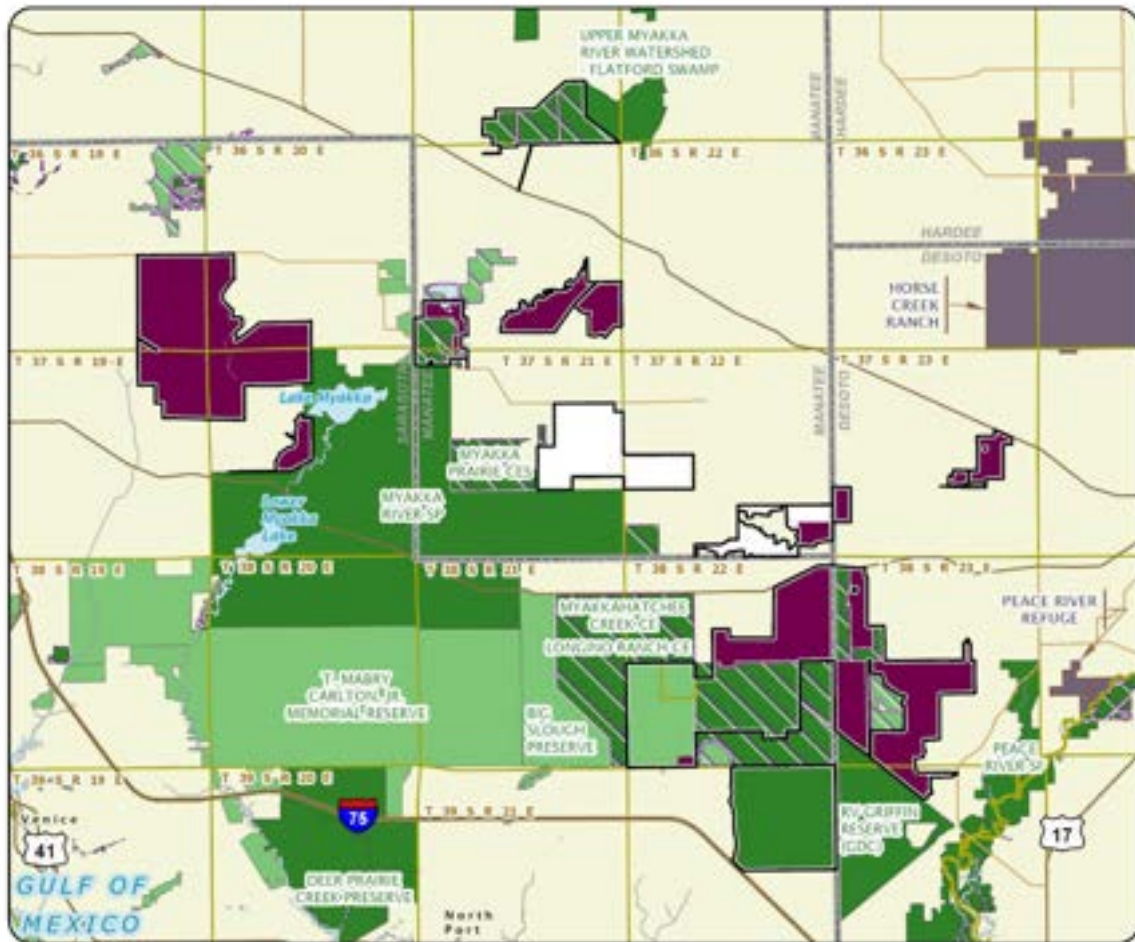 UPPER MYAKKA
RIVER WATERSHED
FLATFORD SWAMP
MANATEE
HARDEE
T 36 S R 20 E
T 36 S R 22 E
T 36 S R 23 E
HARDEE
DESOTO
HORSE
CREEK
RANCH
T 37 S R 19 E
T 37 S R 21 E
T 37 S R 22 E
T 37 S R 23 E
SARASOTA
MANATEE
MANATEE
DESOTO
Lake Myakka
MYAKKA
PRAIRIE CES
MYAKKA
RIVER SP
Lower
Myakka
Lake
T 38 S R 19 E
T 38 S R 20 E
T 38 S R 21 E
T 38 S R 22 E
T 38 S R 23 E
PEACE RIVER
REFUGE
MYAKKAHATCHEE
CREEK CE
LONGINO RANCH CE
T. MABRY
CARLTON, JR.
MEMORIAL RESERVE
BIG
SLOUGH
PRESERVE
PEACE
RIVER SF
T 39 S R 19 E
T 39 S R 20 E
T 39 S R 21 E
75
RV GRIFFIN
RESERVE
(GDC)
17
Venice
41
GULF OF
MEXICO
DEER PRAIRIE
CREEK PRESERVE
North
Port